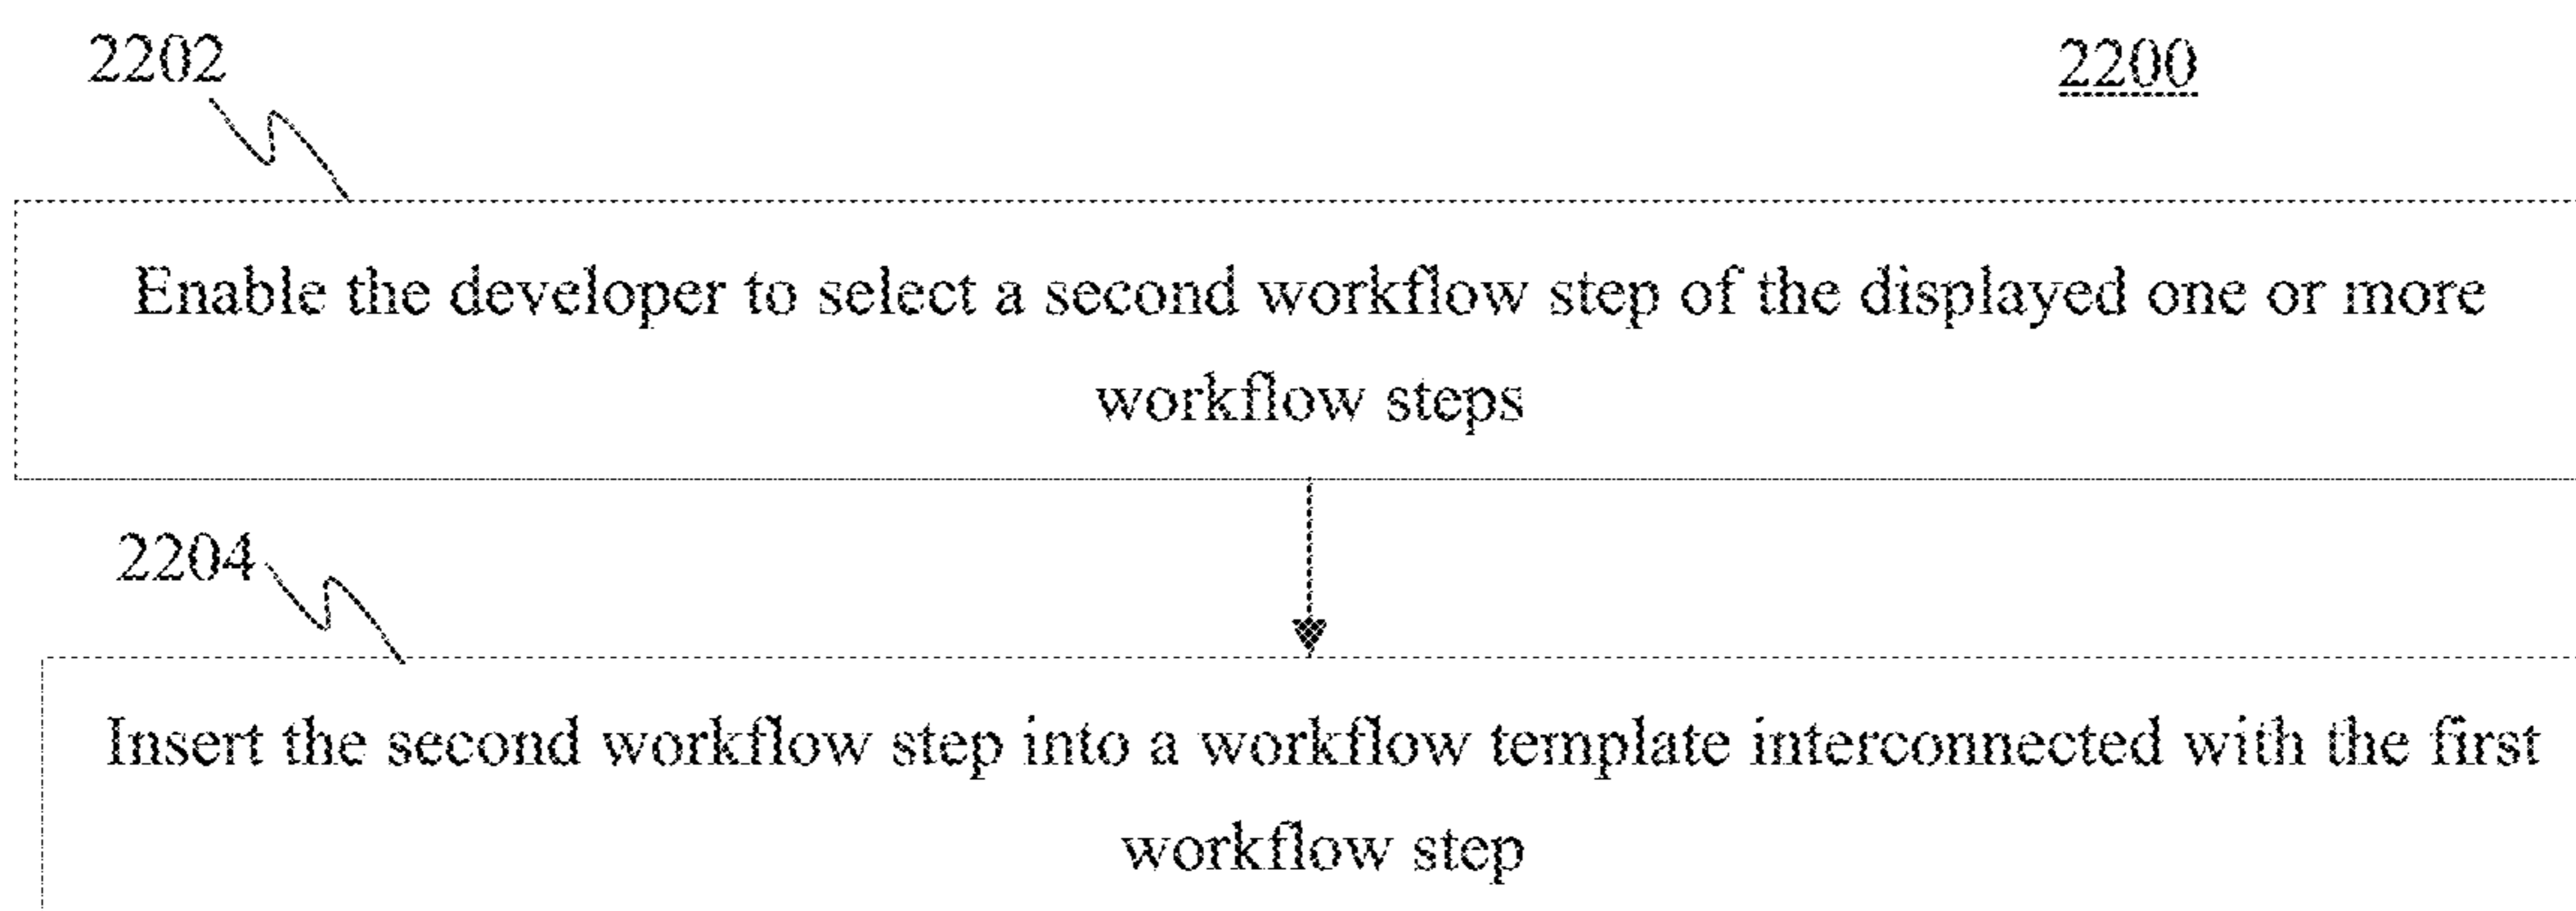 2202
2200
Enable the developer to select a second workflow step of the displayed one or more
workflow steps
2204
Insert the second workflow step into a workflow template interconnected with the first
workflow step